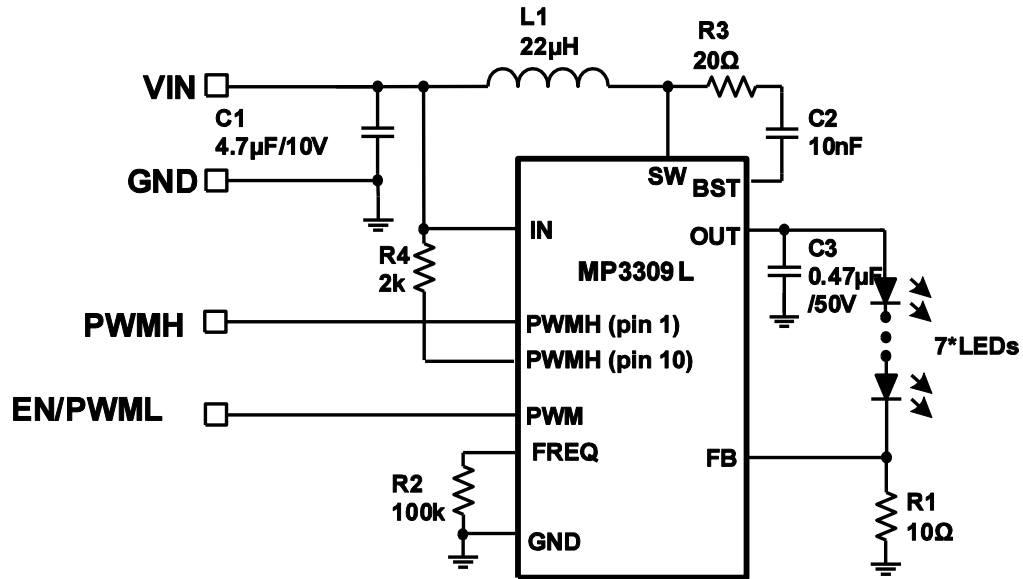 L1
22µH
R3
20Ω
VIN
C1
4.7µF/10V
C2
10nF
GND
SW
BST
IN
OUT
R4
2k
MP3309L
C3
0.47µF
/50V
PWMH
PWMH (pin 1)
7*LEDs
PWMH (pin 10)
EN/PWML
PWM
FREQ
FB
R2
100k
R1
10Ω
GND